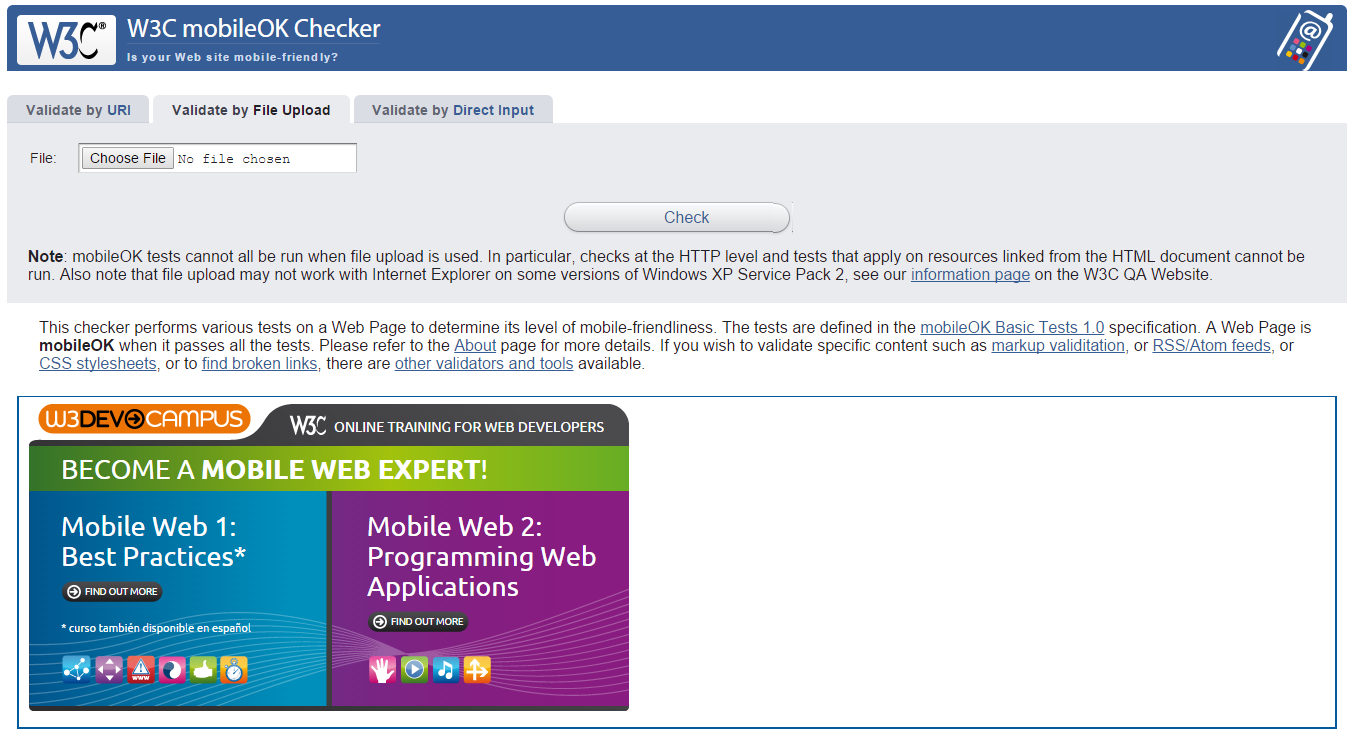 W3C® W3C mobileOK Checker
Is your Web site mobile-friendly?
Validate by URI Validate by File Upload Validate by Direct Input
File: Choose File No file chosen
Check
Note: mobileOK tests cannot all be run when file upload is used. In particular, checks at the HTTP level and tests that apply on resources linked from the HTML document cannot be
run. Also note that file upload may not work with Internet Explorer on some versions of Windows XP Service Pack 2, see our information page on the W3C QA Website.
This checker performs various tests on a Web Page to determine its level of mobile-friendliness. The tests are defined in the mobileOK Basic Tests 1.0 specification. A Web Page is
mobileOK when it passes all the tests. Please refer to the About page for more details. If you wish to validate specific content such as markup validitation, or RSS/Atom feeds, or
CSS stylesheets, or to find broken links, there are other validators and tools available.
W3DEVCAMPUS W3C ONLINE TRAINING FOR WEB DEVELOPERS
BECOME A MOBILE WEB EXPERT!
Mobile Web 1:
Best Practices*
FIND OUT MORE
* curso también disponible en español
WWW
Mobile Web 2:
Programming Web
Applications
FIND OUT MORE